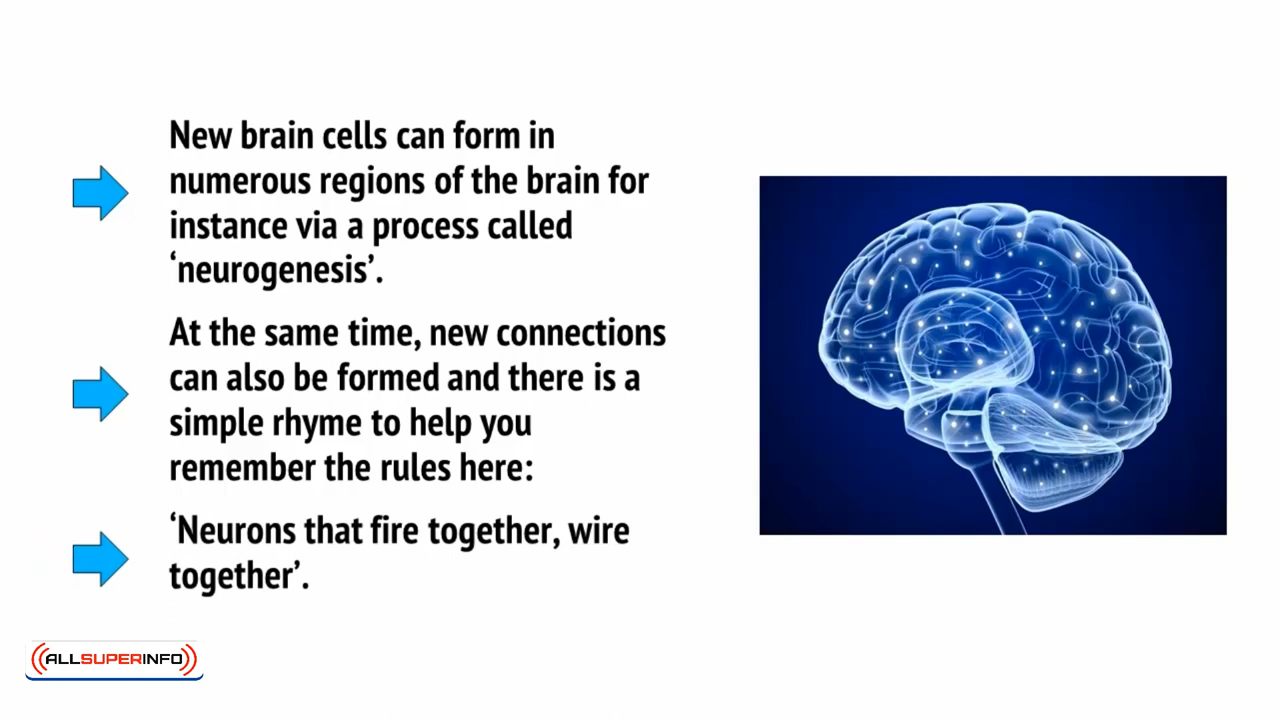 New brain cells can form in
numerous regions of the brain for
instance via a process called
‘neurogenesis’.
At the same time, new connections
can also be formed and there is a
simple rhyme to help you
remember the rules here:
‘Neurons that fire together, wire
together’.
ALLSUPERINFO